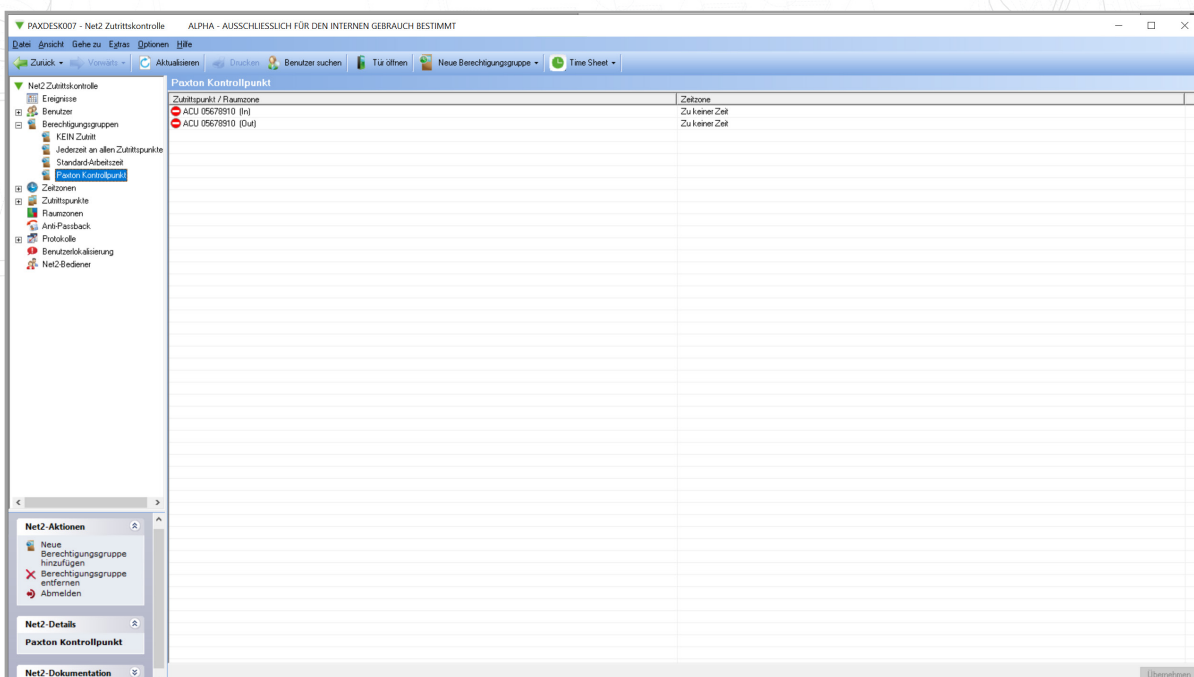 PAXDESK007 - Net2 Zutrittskontrolle ALPHA - AUSSCHLIESSLICH FÜR DEN INTERNEN GEBRAUCH BESTIMMT
Datei Ansicht Gehe zu Extras Optionen Hilfe
Zurück Vorwärts Aktualisieren Drucken Benutzer suchen Tür öffnen Neue Berechtigungsgruppe Time Sheet
Net2 Zutrittskontrolle
Ereignisse
Benutzer
Berechtigungsgruppen
KEIN Zutritt
Jederzeit an allen Zutrittspunkte
Standard-Arbeitszeit
Paxton Kontrollpunkt
Zeitzonen
Zutrittspunkte
Raumzonen
Anti-Passback
Protokolle
Benutzerlokalisierung
Net2-Bediener
Net2-Aktionen
Neue
Berechtigungsgruppe
hinzufügen
Berechtigungsgruppe
entfernen
Abmelden
Net2-Details
Paxton Kontrollpunkt
Net2-Dokumentation
Paxton Kontrollpunkt
Zutrittspunkt / Raumzone Zeitzone
ACU 05678910 (In) Zu keiner Zeit
ACU 05678910 (Out) Zu keiner Zeit
Übernehmen